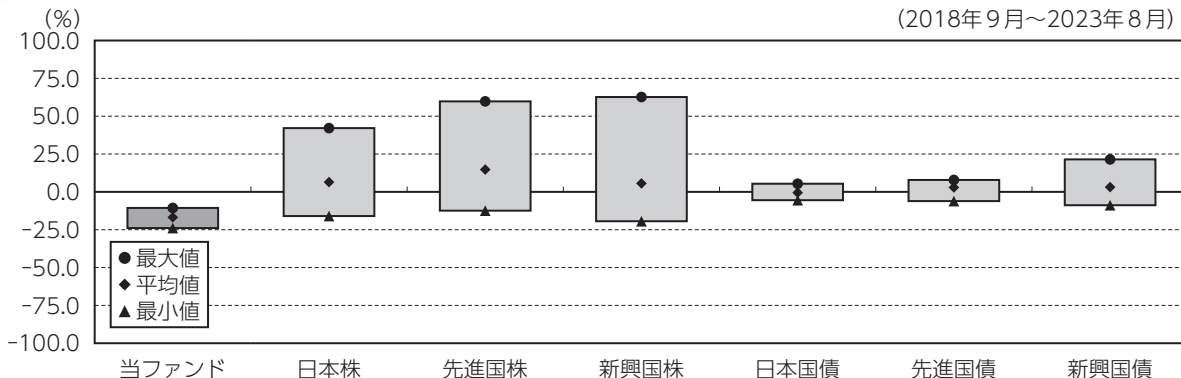 (%)
(2018年9月~2023年8月)
100.0
75.0
50.0
25.0
0.0
-25.0
-50.0
-75.0
-100.0
●最大値
◆平均値
▲最小値
当ファンド 日本株 先進国株 新興国株 日本国債 先進国債 新興国債